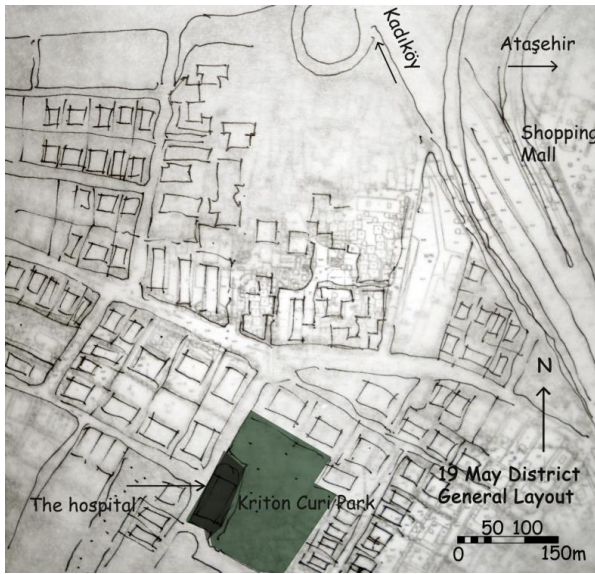 Kadıköy
Ataşehir
Shopping
Mall
N
19 May District
General Layout
The hospital
Kriton Curi Park
50 100
0 150m